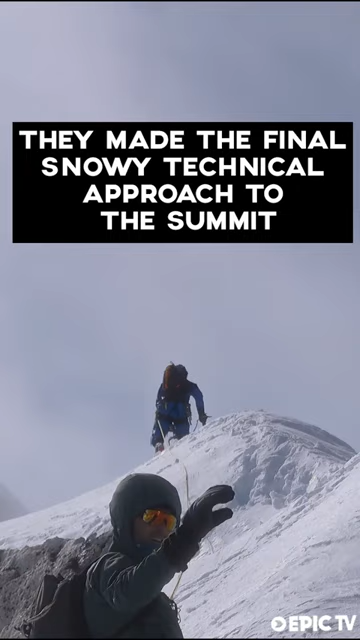 THEY MADE THE FINAL
SNOWY TECHNICAL
APPROACH TO
THE SUMMIT
EPIC TV